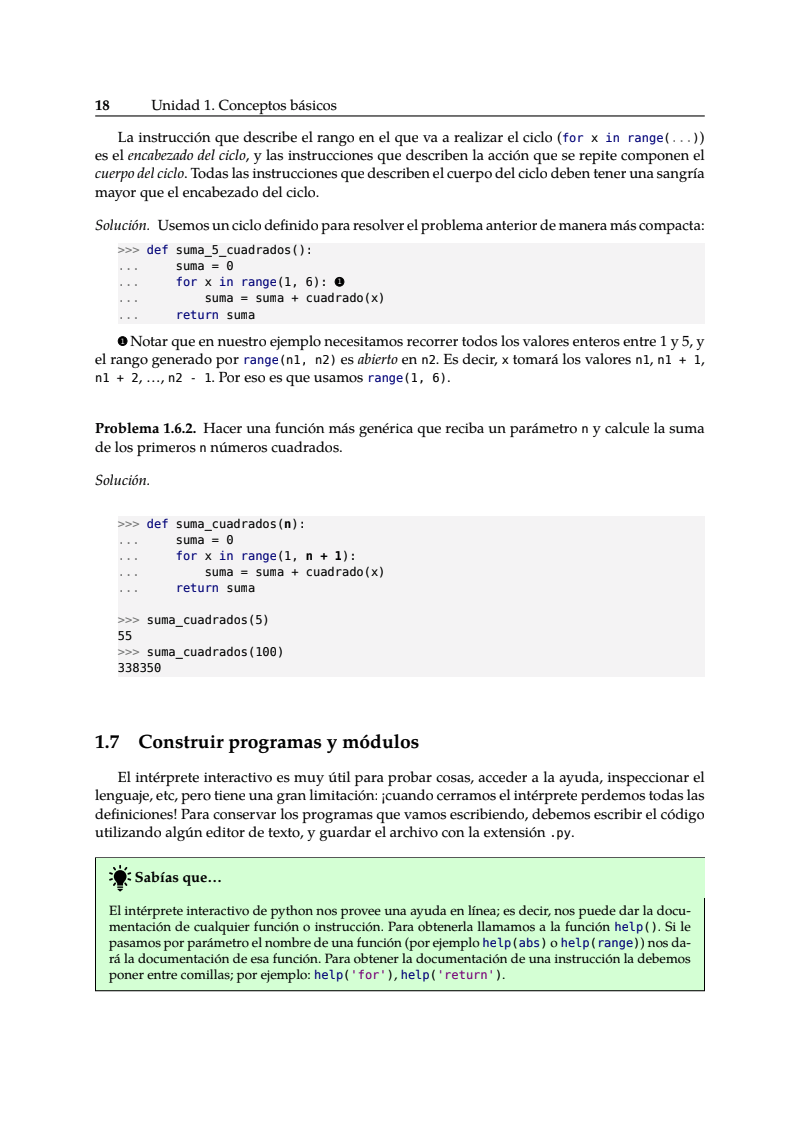 18 Unidad 1. Conceptos básicos
La instrucción que describe el rango en el que va a realizar el ciclo (for x in range(...))
es el encabezado del ciclo, y las instrucciones que describen la acción que se repite componen el
cuerpo del ciclo. Todas las instrucciones que describen el cuerpo del ciclo deben tener una sangría
mayor que el encabezado del ciclo.
Solución. Usemos un ciclo definido para resolver el problema anterior de manera más compacta:
>>> def suma_5_cuadrados():
...     suma = 0
...     for x in range(1, 6): ❶
...         suma = suma + cuadrado(x)
...     return suma
❶ Notar que en nuestro ejemplo necesitamos recorrer todos los valores enteros entre 1 y 5, y
el rango generado por range(n1, n2) es abierto en n2. Es decir, x tomará los valores n1, n1 + 1,
n1 + 2, …, n2 - 1. Por eso es que usamos range(1, 6).
Problema 1.6.2. Hacer una función más genérica que reciba un parámetro n y calcule la suma
de los primeros n números cuadrados.
Solución.
>>> def suma_cuadrados(n):
...     suma = 0
...     for x in range(1, n + 1):
...         suma = suma + cuadrado(x)
...     return suma
>>> suma_cuadrados(5)
55
>>> suma_cuadrados(100)
338350
1.7 Construir programas y módulos
El intérprete interactivo es muy útil para probar cosas, acceder a la ayuda, inspeccionar el
lenguaje, etc, pero tiene una gran limitación: ¡cuando cerramos el intérprete perdemos todas las
definiciones! Para conservar los programas que vamos escribiendo, debemos escribir el código
utilizando algún editor de texto, y guardar el archivo con la extensión .py.
Sabías que…
El intérprete interactivo de python nos provee una ayuda en línea; es decir, nos puede dar la docu-
mentación de cualquier función o instrucción. Para obtenerla llamamos a la función help(). Si le
pasamos por parámetro el nombre de una función (por ejemplo help(abs) o help(range)) nos da-
rá la documentación de esa función. Para obtener la documentación de una instrucción la debemos
poner entre comillas; por ejemplo: help('for'), help('return').